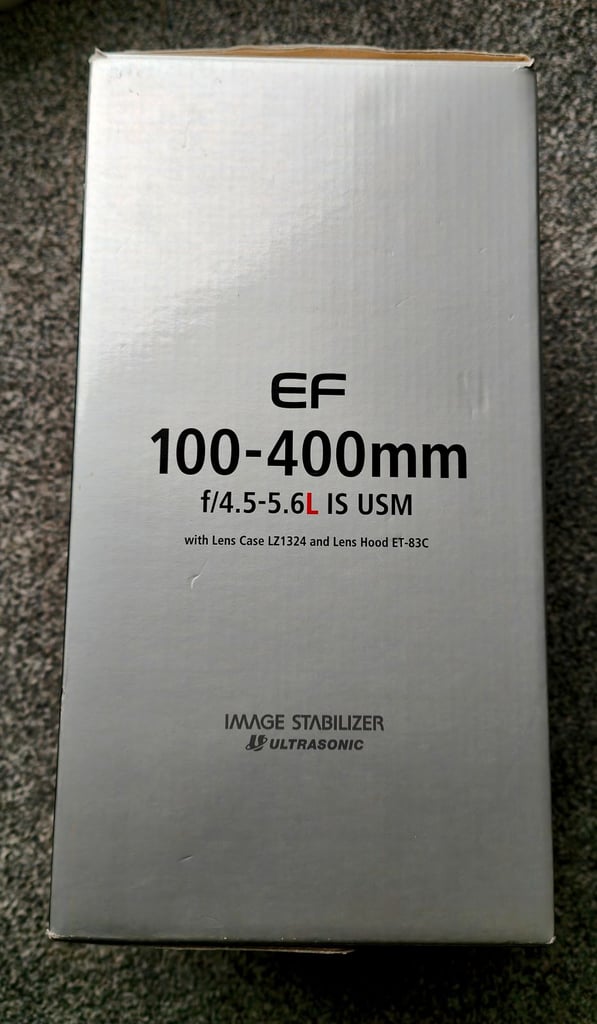 EF
100-400mm
f/4.5-5.6L IS USM
with Lens Case LZ1324 and Lens Hood ET-83C
IMAGE STABILIZER
ULTRASONIC